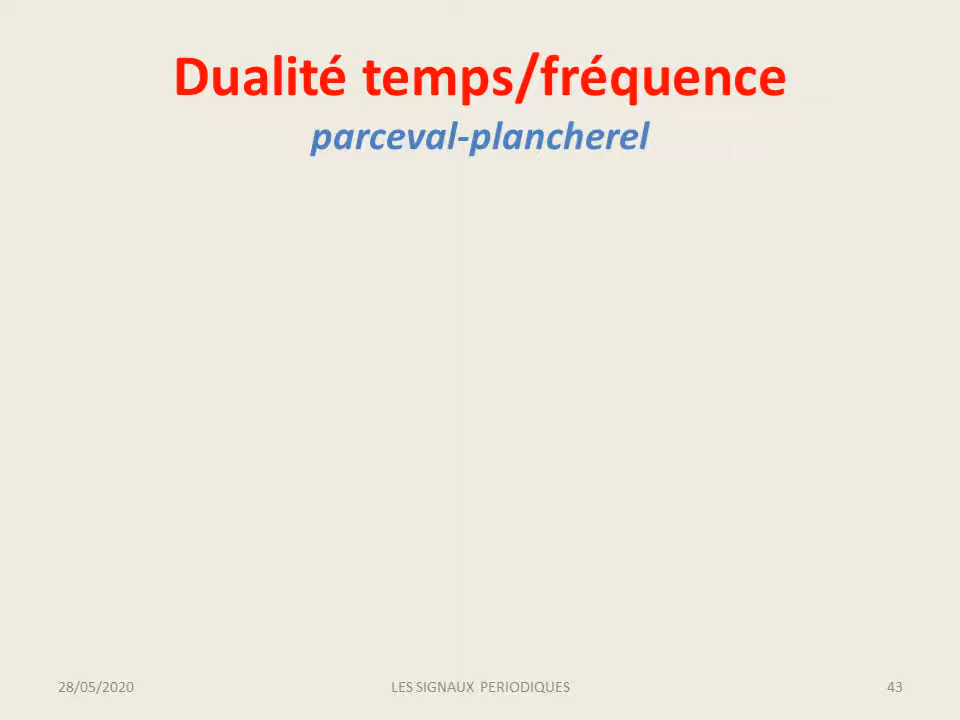 Dualité temps/fréquence
parceval-plancherel
28/05/2020 LES SIGNAUX PERIODIQUES 43